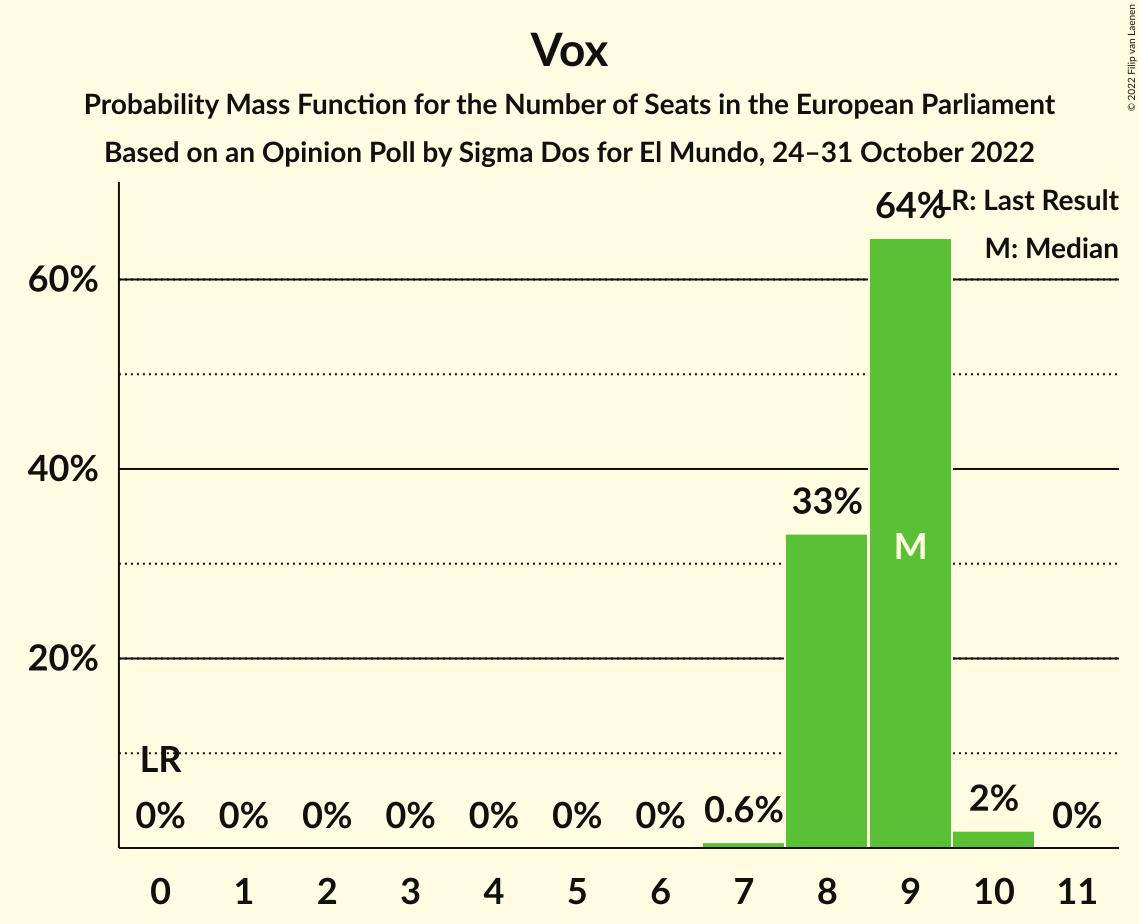 Vox
Probability Mass Function for the Number of Seats in the European Parliament
Based on an Opinion Poll by Sigma Dos for El Mundo, 24–31 October 2022
© 2022 Filip van Laenen
LR: Last Result
M: Median
60%
40%
20%
LR
0% 0% 0% 0% 0% 0% 0% 0.6% 33% 64% 2% 0%
M
0 1 2 3 4 5 6 7 8 9 10 11